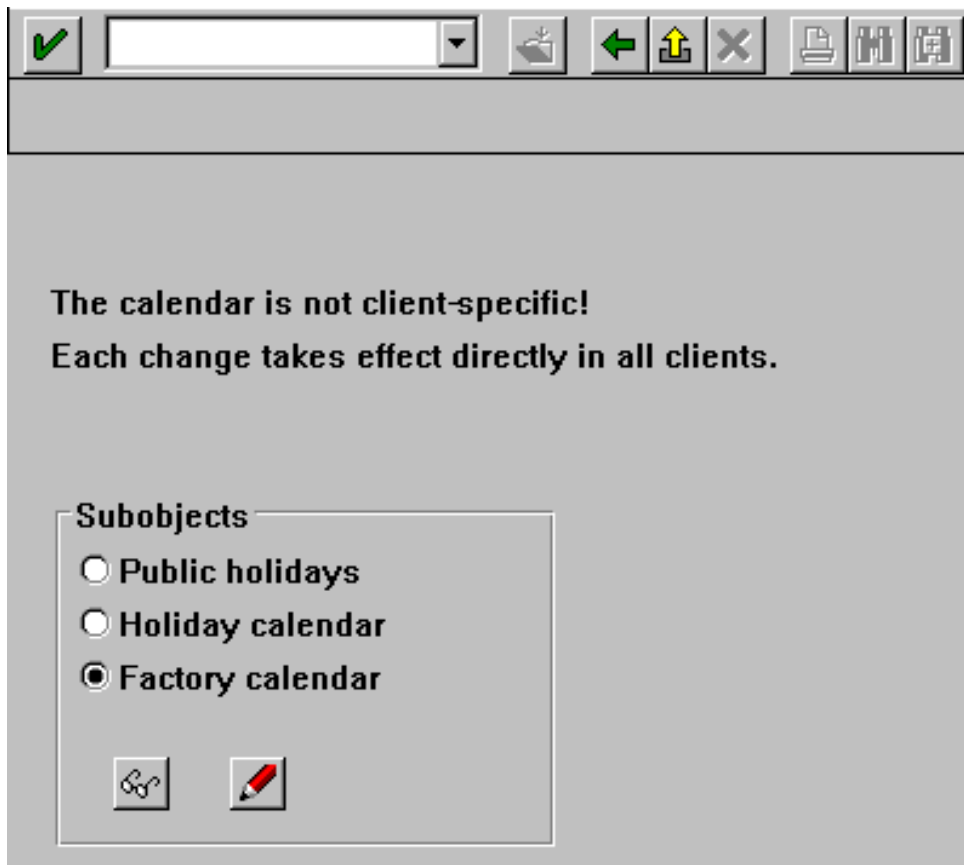 The calendar is not client-specific!
Each change takes effect directly in all clients.
Subobjects
Public holidays
Holiday calendar
Factory calendar